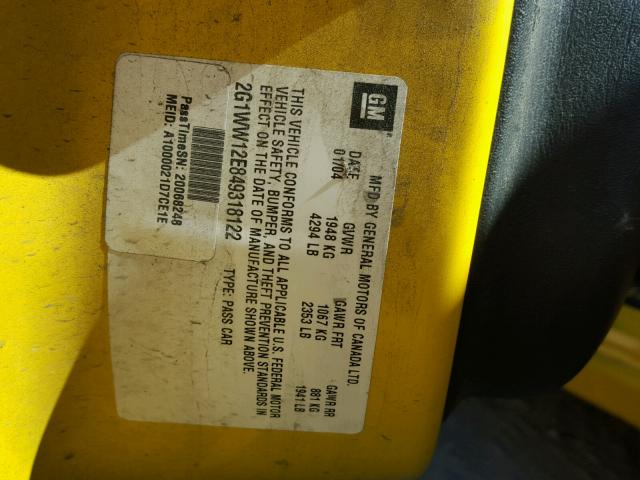 GM
MFD BY GENERAL MOTORS OF CANADA LTD.
DATE GVWR GAWR FRT GAWR RR
01/04 1948 KG 1067 KG 881 KG
4294 LB 2353 LB 1941 LB
THIS VEHICLE CONFORMS TO ALL APPLICABLE U.S. FEDERAL MOTOR
VEHICLE SAFETY, BUMPER, AND THEFT PREVENTION STANDARDS IN
EFFECT ON THE DATE OF MANUFACTURE SHOWN ABOVE.
2G1WW12E849318122 TYPE: PASS CAR
PassTimeSN: 20D68248
MEID: A1000021D7CE1E